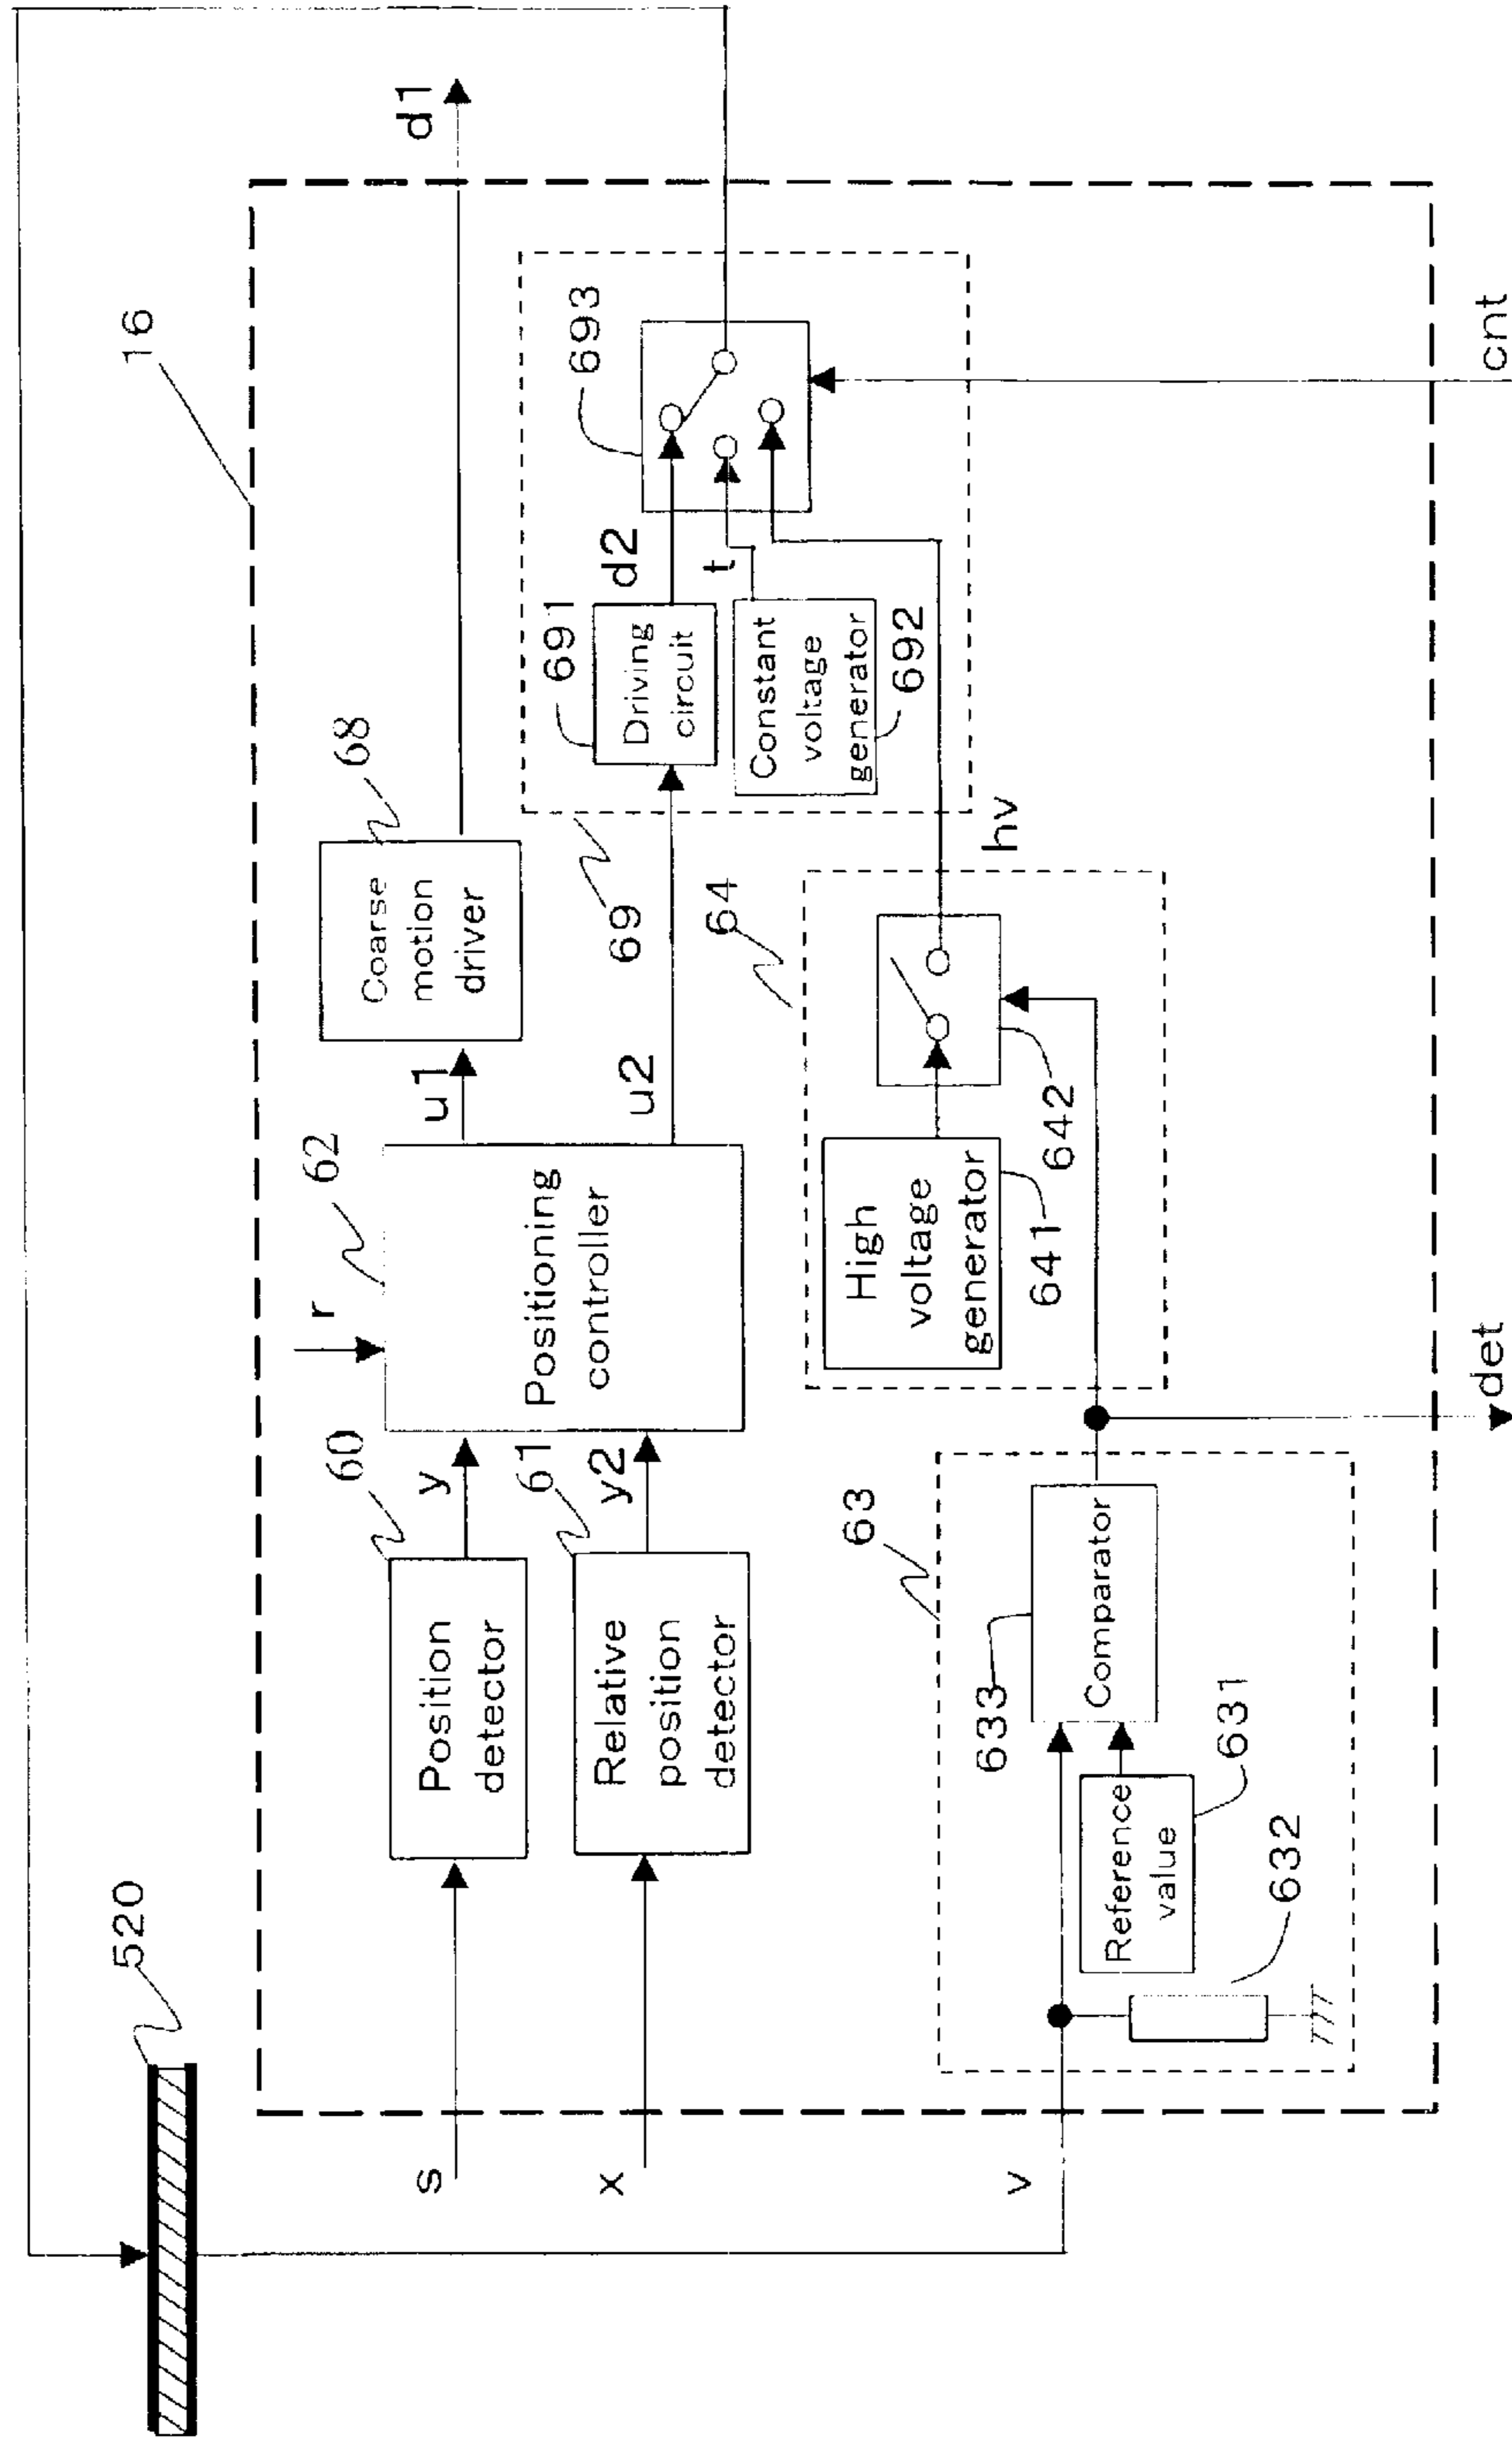 520
16
s
Position
detector
60
y
r
62
u1
Coarse
motion
driver
68
d1
x
Relative
position
detector
61
y2
Positioning
controller
u2
69
691
Driving
circuit
d2
693
t
Constant
voltage
generator
692
64
hv
High
voltage
generator
641
642
v
63
633
Comparator
Reference
value
631
632
det
cnt